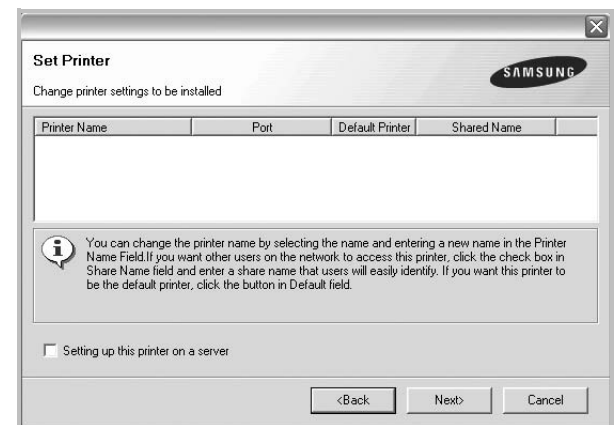 Set Printer
Change printer settings to be installed
SAMSUNG
Printer Name Port Default Printer Shared Name
You can change the printer name by selecting the name and entering a new name in the Printer
Name Field.If you want other users on the network to access this printer, click the check box in
Share Name field and enter a share name that users will easily identify. If you want this printer to
be the default printer, click the button in Default field.
Setting up this printer on a server
<Back Next> Cancel